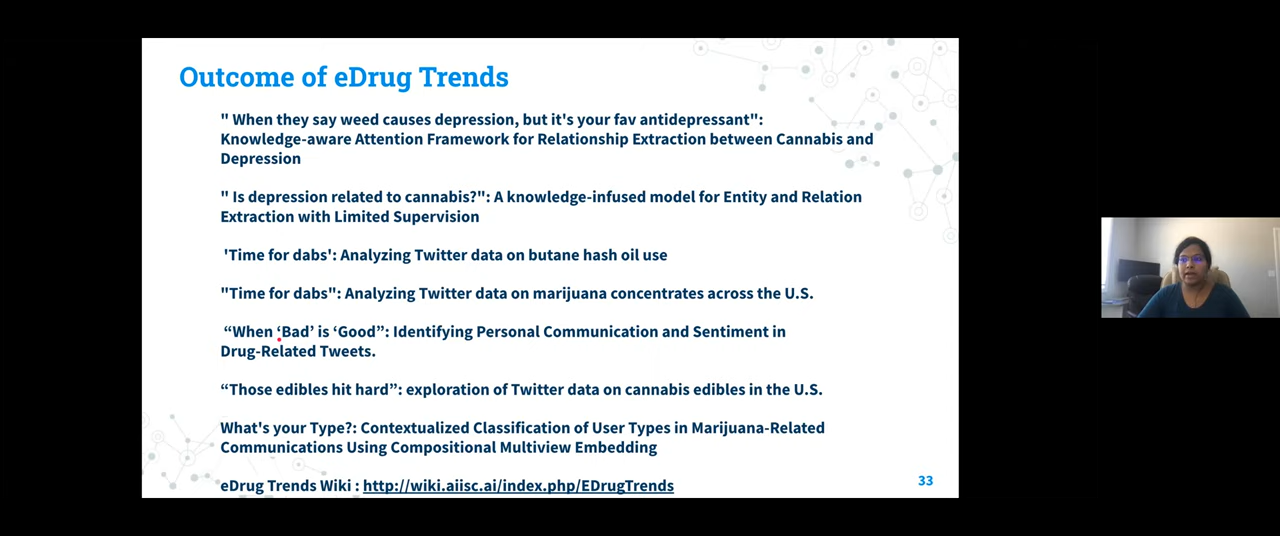 Outcome of eDrug Trends
" When they say weed causes depression, but it's your fav antidepressant":
Knowledge-aware Attention Framework for Relationship Extraction between Cannabis and
Depression
" Is depression related to cannabis?": A knowledge-infused model for Entity and Relation
Extraction with Limited Supervision
'Time for dabs': Analyzing Twitter data on butane hash oil use
"Time for dabs": Analyzing Twitter data on marijuana concentrates across the U.S.
“When ‘Bad’ is ‘Good”: Identifying Personal Communication and Sentiment in
Drug-Related Tweets.
“Those edibles hit hard”: exploration of Twitter data on cannabis edibles in the U.S.
What's your Type?: Contextualized Classification of User Types in Marijuana-Related
Communications Using Compositional Multiview Embedding
eDrug Trends Wiki : http://wiki.aiisc.ai/index.php/EDrugTrends
33